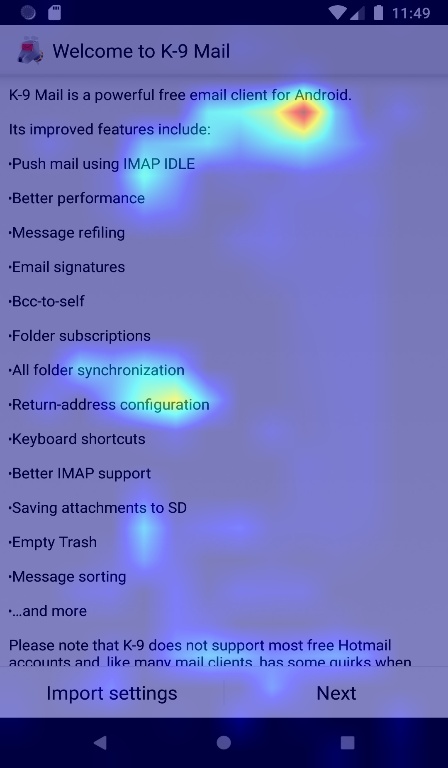 11:49
Welcome to K-9 Mail
K-9 Mail is a powerful free email client for Android.
Its improved features include:
•Push mail using IMAP IDLE
•Better performance
•Message refiling
•Email signatures
•Bcc-to-self
•Folder subscriptions
•All folder synchronization
•Return-address configuration
•Keyboard shortcuts
•Better IMAP support
•Saving attachments to SD
•Empty Trash
•Message sorting
•…and more
Please note that K-9 does not support most free Hotmail
accounts and, like many mail clients, has some quirks when
Import settings
Next